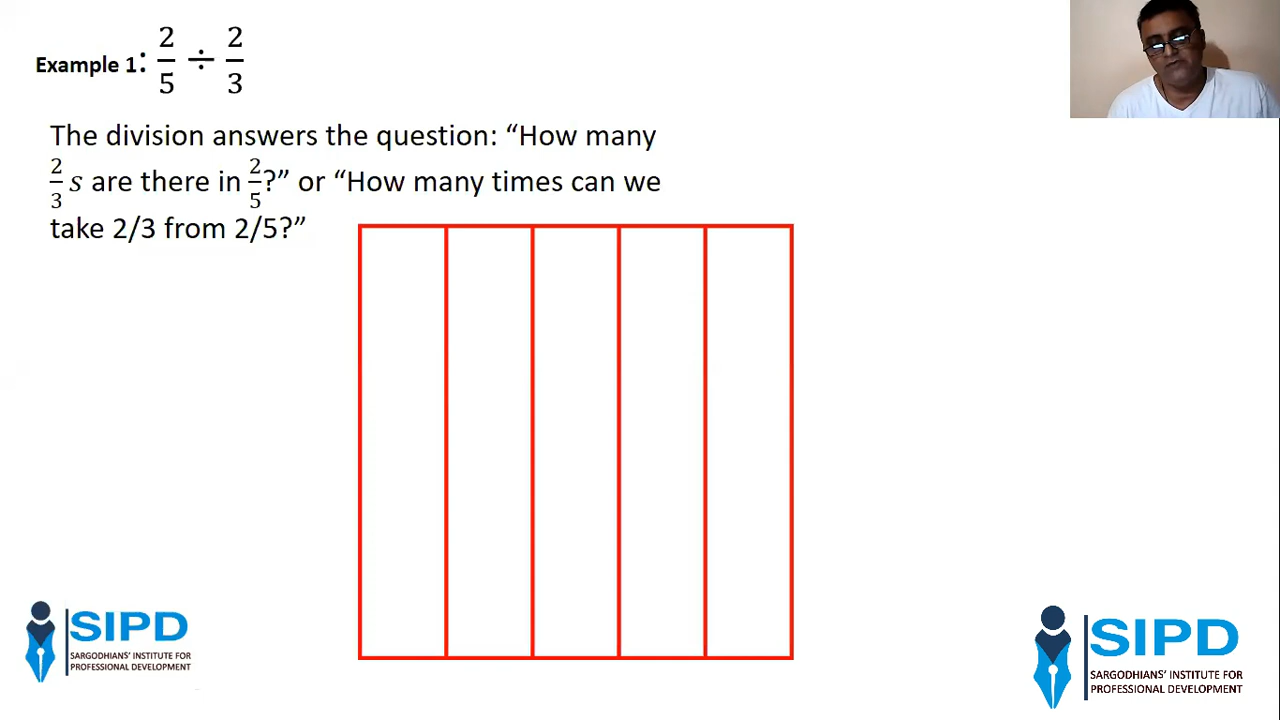 Example 1: 2/5 ÷ 2/3
The division answers the question: “How many
2/3 s are there in 2/5?” or “How many times can we
take 2/3 from 2/5?”
SIPD
SARGODHIANS’ INSTITUTE FOR
PROFESSIONAL DEVELOPMENT
SIPD
SARGODHIANS’ INSTITUTE FOR
PROFESSIONAL DEVELOPMENT